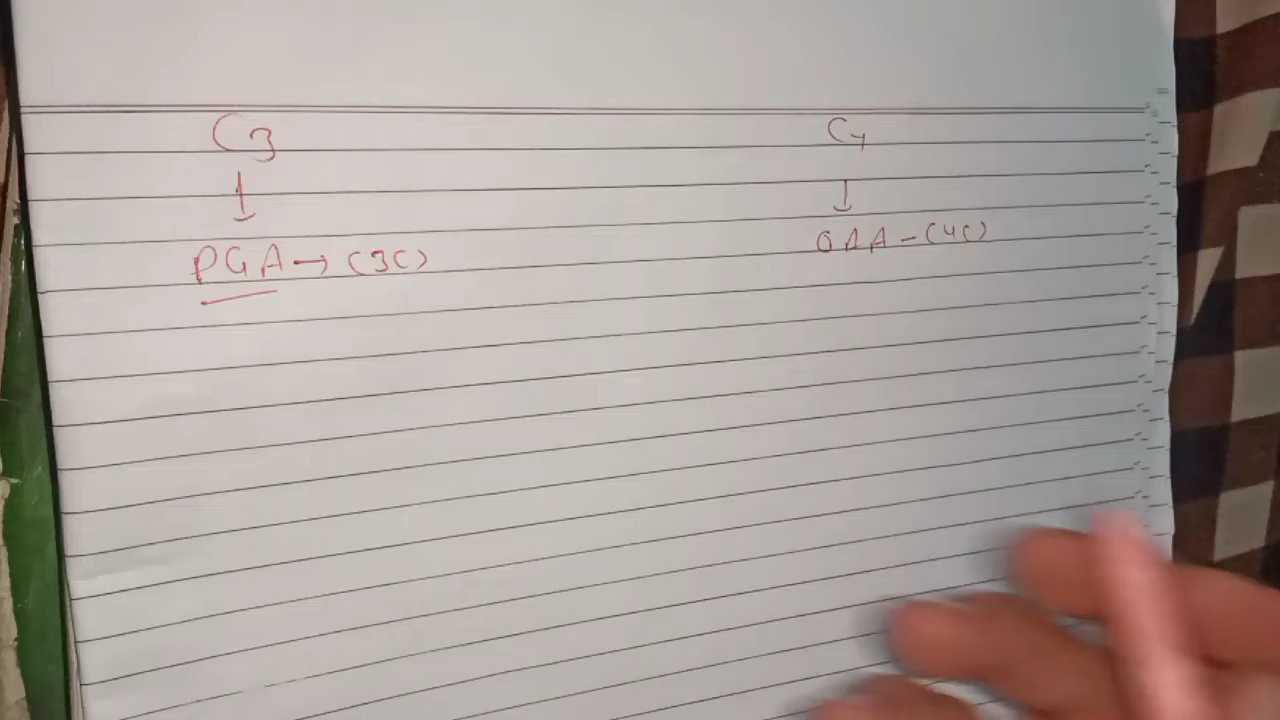 C3 C4
↓ ↓
PGA → (3C) OAA - (4C)